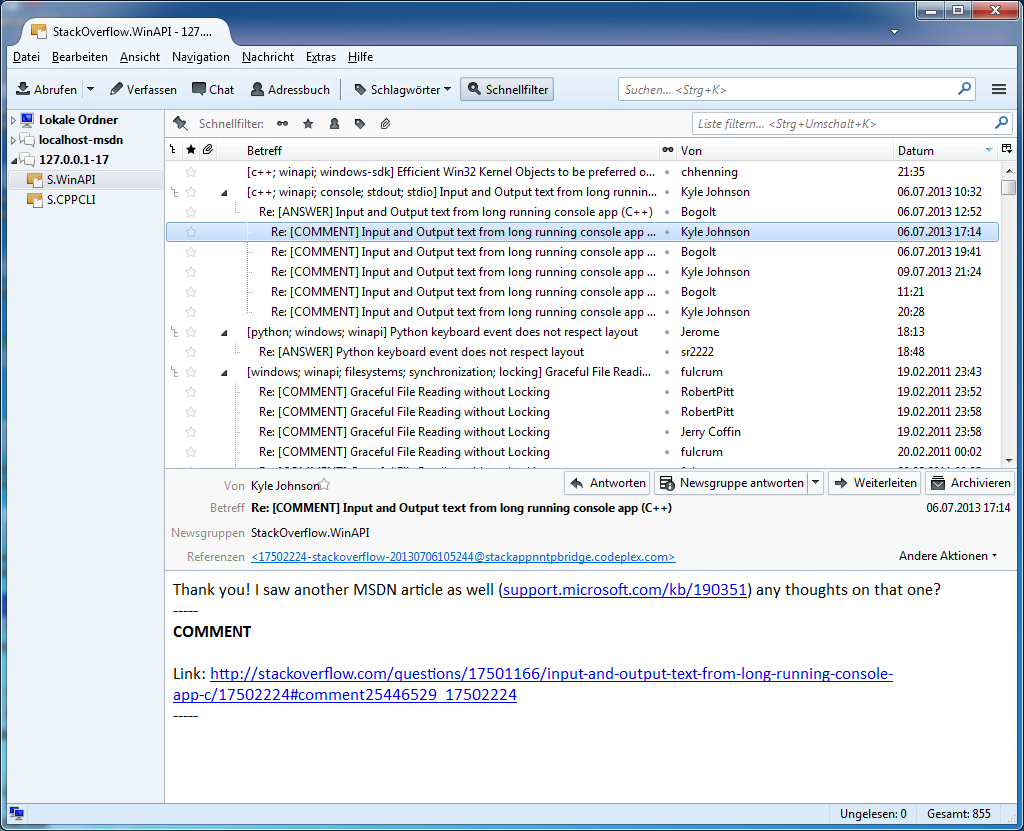 StackOverflow.WinAPI - 127....
Datei Bearbeiten Ansicht Navigation Nachricht Extras Hilfe
Abrufen Verfassen Chat Adressbuch Schlagwörter Schnellfilter Suchen... <Strg+K>
Lokale Ordner
localhost-msdn
127.0.0.1-17
S.WinAPI
S.CPPCLI
Schnellfilter: Liste filtern... <Strg+Umschalt+K>
Betreff Von Datum
[c++; winapi; windows-sdk] Efficient Win32 Kernel Objects to be preferred o... chhenning 21:35
[c++; winapi; console; stdout; stdio] Input and Output text from long runnin... Kyle Johnson 06.07.2013 10:32
Re: [ANSWER] Input and Output text from long running console app (C++) Bogolt 06.07.2013 12:52
Re: [COMMENT] Input and Output text from long running console app ... Kyle Johnson 06.07.2013 17:14
Re: [COMMENT] Input and Output text from long running console app ... Bogolt 06.07.2013 19:41
Re: [COMMENT] Input and Output text from long running console app ... Kyle Johnson 09.07.2013 21:24
Re: [COMMENT] Input and Output text from long running console app ... Bogolt 11:21
Re: [COMMENT] Input and Output text from long running console app ... Kyle Johnson 20:28
[python; windows; winapi] Python keyboard event does not respect layout Jerome 18:13
Re: [ANSWER] Python keyboard event does not respect layout sr2222 18:48
[windows; winapi; filesystems; synchronization; locking] Graceful File Readi... fulcrum 19.02.2011 23:43
Re: [COMMENT] Graceful File Reading without Locking RobertPitt 19.02.2011 23:52
Re: [COMMENT] Graceful File Reading without Locking RobertPitt 19.02.2011 23:58
Re: [COMMENT] Graceful File Reading without Locking Jerry Coffin 19.02.2011 23:58
Re: [COMMENT] Graceful File Reading without Locking fulcrum 20.02.2011 00:02
Von Kyle Johnson Antworten Newsgruppe antworten Weiterleiten Archivieren
Betreff Re: [COMMENT] Input and Output text from long running console app (C++) 06.07.2013 17:14
Newsgroups StackOverflow.WinAPI
Referenzen <17502224-stackoverflow-20130706105244@stackappnntpbridge.codeplex.com> Andere Aktionen
Thank you! I saw another MSDN article as well (support.microsoft.com/kb/190351) any thoughts on that one?
-----
COMMENT
Link: http://stackoverflow.com/questions/17501166/input-and-output-text-from-long-running-console-
app-c/17502224#comment25446529_17502224
-----
Ungelesen: 0 Gesamt: 855